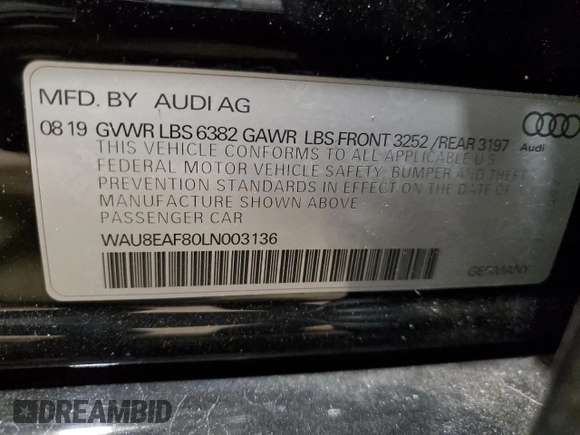 MFD. BY AUDI AG
08 19 GVWR LBS 6382 GAWR LBS FRONT 3252 /REAR 3197
THIS VEHICLE CONFORMS TO ALL APPLICABLE U.S.
FEDERAL MOTOR VEHICLE SAFETY, BUMPER AND THEFT
PREVENTION STANDARDS IN EFFECT ON THE DATE OF
MANUFACTURE SHOWN ABOVE
PASSENGER CAR
WAU8EAF80LN003136
Audi
GERMANY
DREAMBID